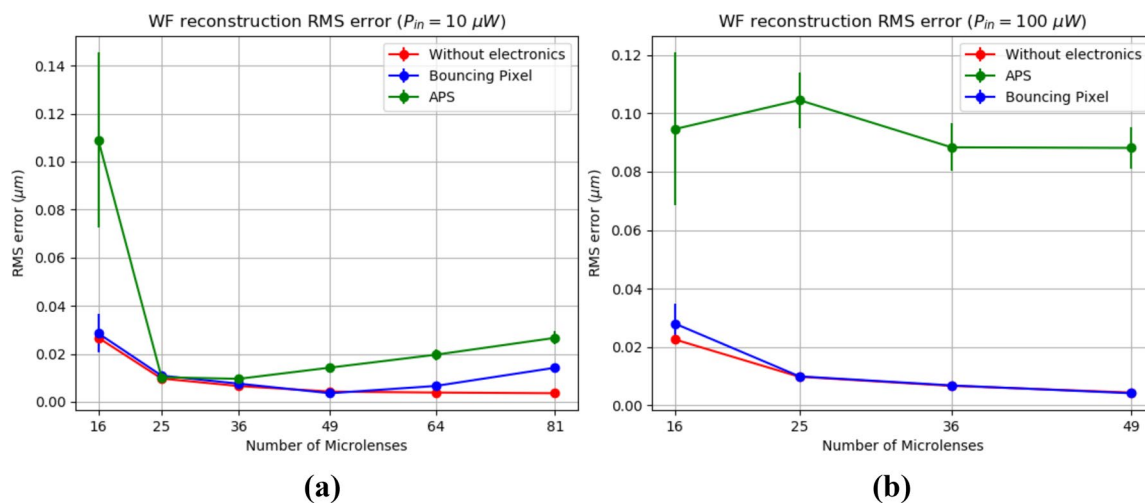 WF reconstruction RMS error (P_in = 10 μW)
Without electronics
Bouncing Pixel
APS
0.14
0.12
0.10
0.08
0.06
0.04
0.02
0.00
RMS error (μm)
16 25 36 49 64 81
Number of Microlenses
(a)
WF reconstruction RMS error (P_in = 100 μW)
Without electronics
APS
Bouncing Pixel
0.12
0.10
0.08
0.06
0.04
0.02
0.00
RMS error (μm)
16 25 36 49
Number of Microlenses
(b)